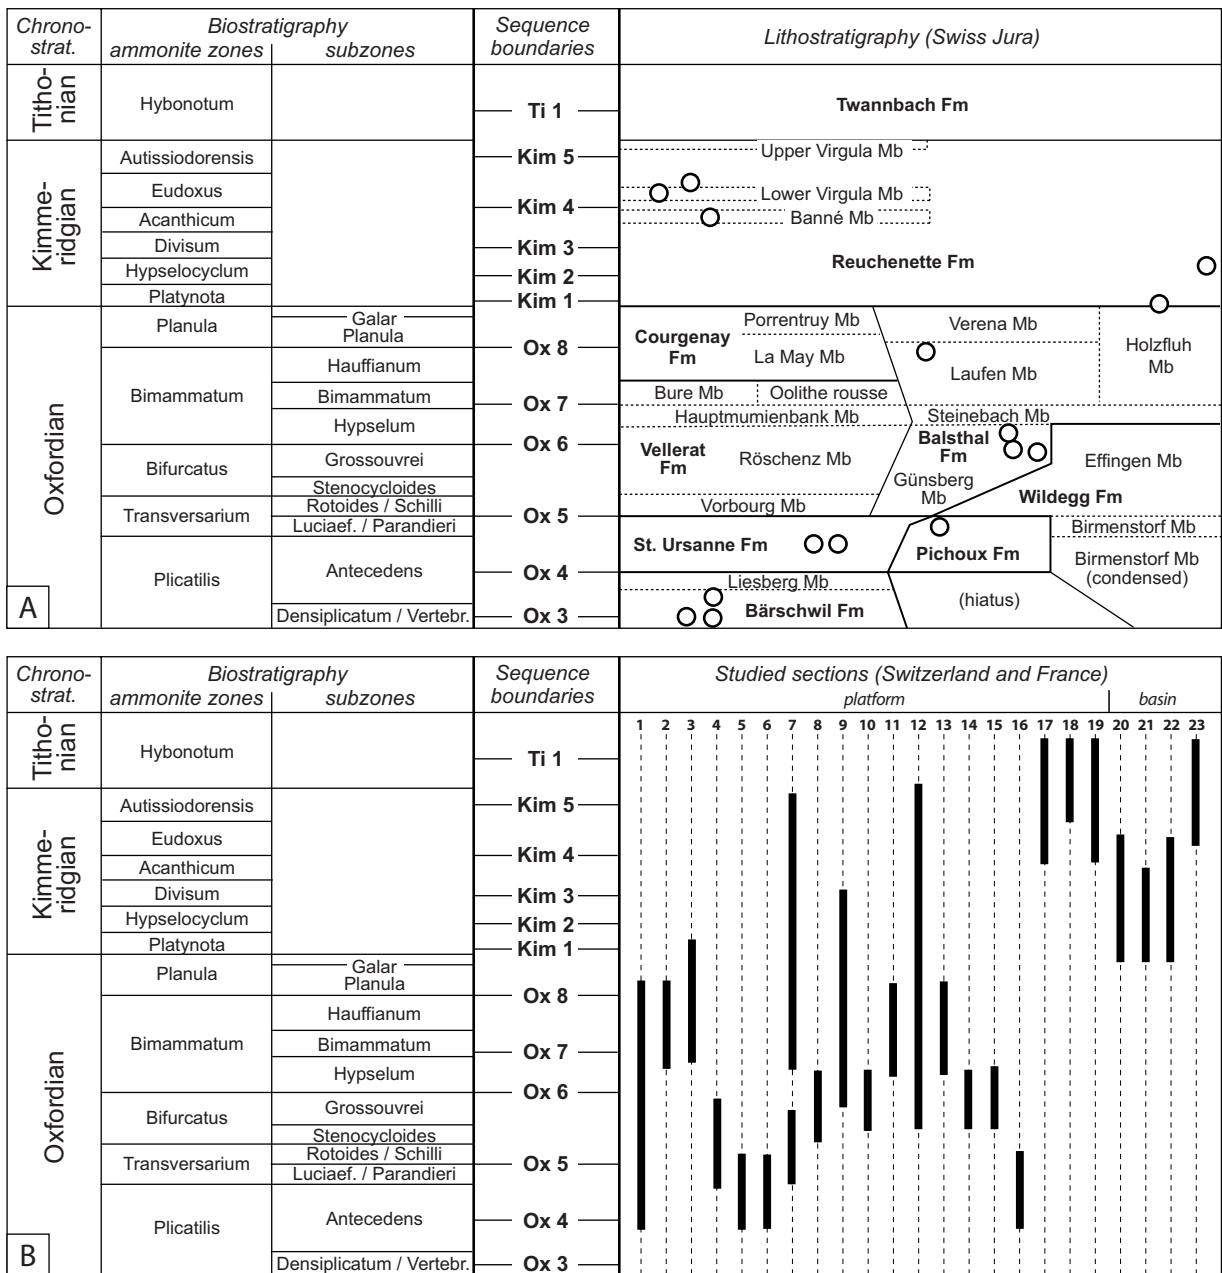 Chrono-
strat.
Biostratigraphy
ammonite zones
subzones
Sequence
boundaries
Lithostratigraphy (Swiss Jura)
Titho-
nian
Hybonotum
Ti 1
Twannbach Fm
Kimme-
ridgian
Autissiodorensis
Kim 5
Upper Virgula Mb
Eudoxus
Kim 4
Lower Virgula Mb
Acanthicum
Banné Mb
Divisum
Kim 3
Hypselocyclum
Kim 2
Reuchenette Fm
Platynota
Kim 1
Oxfordian
Planula
Galar
Planula
Ox 8
Courgenay
Fm
Porrentruy Mb
La May Mb
Verena Mb
Laufen Mb
Holzfluh
Mb
Bimammatum
Hauffianum
Bimammatum
Hypselum
Ox 7
Bure Mb
Oolithe rousse
Hauptmumienbank Mb
Steinebach Mb
Ox 6
Vellerat
Fm
Röschenz Mb
Balsthal
Fm
Effingen Mb
Bifurcatus
Grossouvrei
Stenocycloides
Günsberg
Mb
Wildegg Fm
Vorbourg Mb
Transversarium
Rotoides / Schilli
Luciaef. / Parandieri
Ox 5
Birmenstorf Mb
St. Ursanne Fm
Pichoux Fm
Birmenstorf Mb
(condensed)
Plicatilis
Antecedens
Ox 4
Liesberg Mb
(hiatus)
Densiplicatum / Vertebr.
Ox 3
Bärschwil Fm
A
Chrono-
strat.
Biostratigraphy
ammonite zones
subzones
Sequence
boundaries
Studied sections (Switzerland and France)
platform
basin
1 2 3 4 5 6 7 8 9 10 11 12 13 14 15 16 17 18 19 20 21 22 23
Titho-
nian
Hybonotum
Ti 1
Kimme-
ridgian
Autissiodorensis
Kim 5
Eudoxus
Kim 4
Acanthicum
Divisum
Kim 3
Hypselocyclum
Kim 2
Platynota
Kim 1
Oxfordian
Planula
Galar
Planula
Ox 8
Bimammatum
Hauffianum
Bimammatum
Hypselum
Ox 7
Ox 6
Bifurcatus
Grossouvrei
Stenocycloides
Transversarium
Rotoides / Schilli
Luciaef. / Parandieri
Ox 5
Plicatilis
Antecedens
Ox 4
Densiplicatum / Vertebr.
Ox 3
B